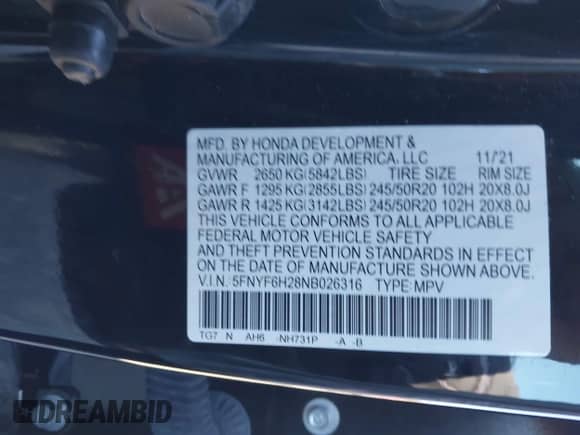 MFD. BY HONDA DEVELOPMENT &
MANUFACTURING OF AMERICA, LLC 11/21
GVWR 2650 KG(5842LBS) TIRE SIZE RIM SIZE
GAWR F 1295 KG(2855LBS) 245/50R20 102H 20X8.0J
GAWR R 1425 KG(3142LBS) 245/50R20 102H 20X8.0J
THIS VEHICLE CONFORMS TO ALL APPLICABLE
FEDERAL MOTOR VEHICLE SAFETY
AND THEFT PREVENTION STANDARDS IN EFFECT
ON THE DATE OF MANUFACTURE SHOWN ABOVE.
V.I.N. 5FNYF6H28NB026316 TYPE: MPV
TG7 N AH6 -NH731P -A -B
DREAMBID